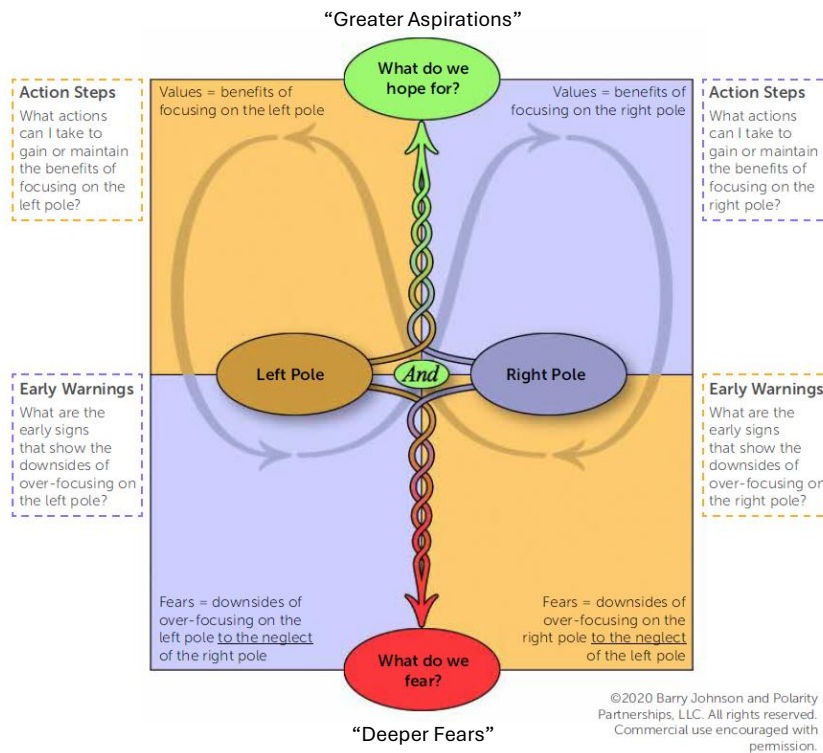 “Greater Aspirations”
What do we
hope for?
Action Steps
What actions
can I take to
gain or maintain
the benefits of
focusing on the
left pole?
Values = benefits of
focusing on the left pole
Values = benefits of
focusing on the right pole
Action Steps
What actions
can I take to
gain or maintain
the benefits of
focusing on the
right pole?
Left Pole
And
Right Pole
Early Warnings
What are the
early signs
that show the
downsides of
over-focusing on
the left pole?
Early Warnings
What are the
early signs
that show the
downsides of
over-focusing on
the right pole?
Fears = downsides of
over-focusing on the
left pole to the neglect
of the right pole
Fears = downsides of
over-focusing on the
right pole to the neglect
of the left pole
What do we
fear?
“Deeper Fears”
©2020 Barry Johnson and Polarity
Partnerships, LLC. All rights reserved.
Commercial use encouraged with
permission.